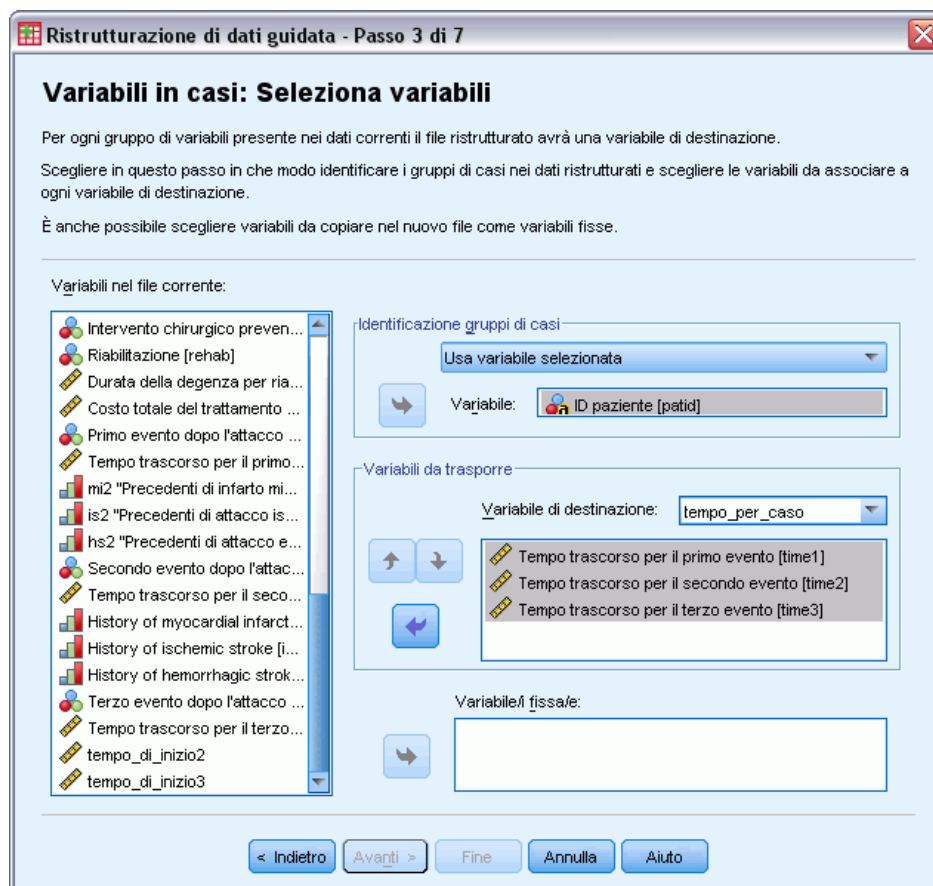 Ristrutturazione di dati guidata - Passo 3 di 7
Variabili in casi: Seleziona variabili
Per ogni gruppo di variabili presente nei dati correnti il file ristrutturato avrà una variabile di destinazione.
Scegliere in questo passo in che modo identificare i gruppi di casi nei dati ristrutturati e scegliere le variabili da associare a
ogni variabile di destinazione.
È anche possibile scegliere variabili da copiare nel nuovo file come variabili fisse.
Variabili nel file corrente:
Intervento chirurgico preven...
Riabilitazione [rehab]
Durata della degenza per ria...
Costo totale del trattamento ...
Primo evento dopo l'attacco ...
Tempo trascorso per il primo...
mi2 "Precedenti di infarto mi...
is2 "Precedenti di attacco is...
hs2 "Precedenti di attacco e...
Secondo evento dopo l'attac...
Tempo trascorso per il seco...
History of myocardial infarct...
History of ischemic stroke [i...
History of hemorrhagic strok...
Terzo evento dopo l'attacco ...
Tempo trascorso per il terzo...
tempo_di_inizio2
tempo_di_inizio3
Identificazione gruppi di casi
Usa variabile selezionata
Variabile:
ID paziente [patid]
Variabili da trasporre
Variabile di destinazione:
tempo_per_caso
Tempo trascorso per il primo evento [time1]
Tempo trascorso per il secondo evento [time2]
Tempo trascorso per il terzo evento [time3]
Variabile/i fissa/e:
< Indietro
Avanti >
Fine
Annulla
Aiuto